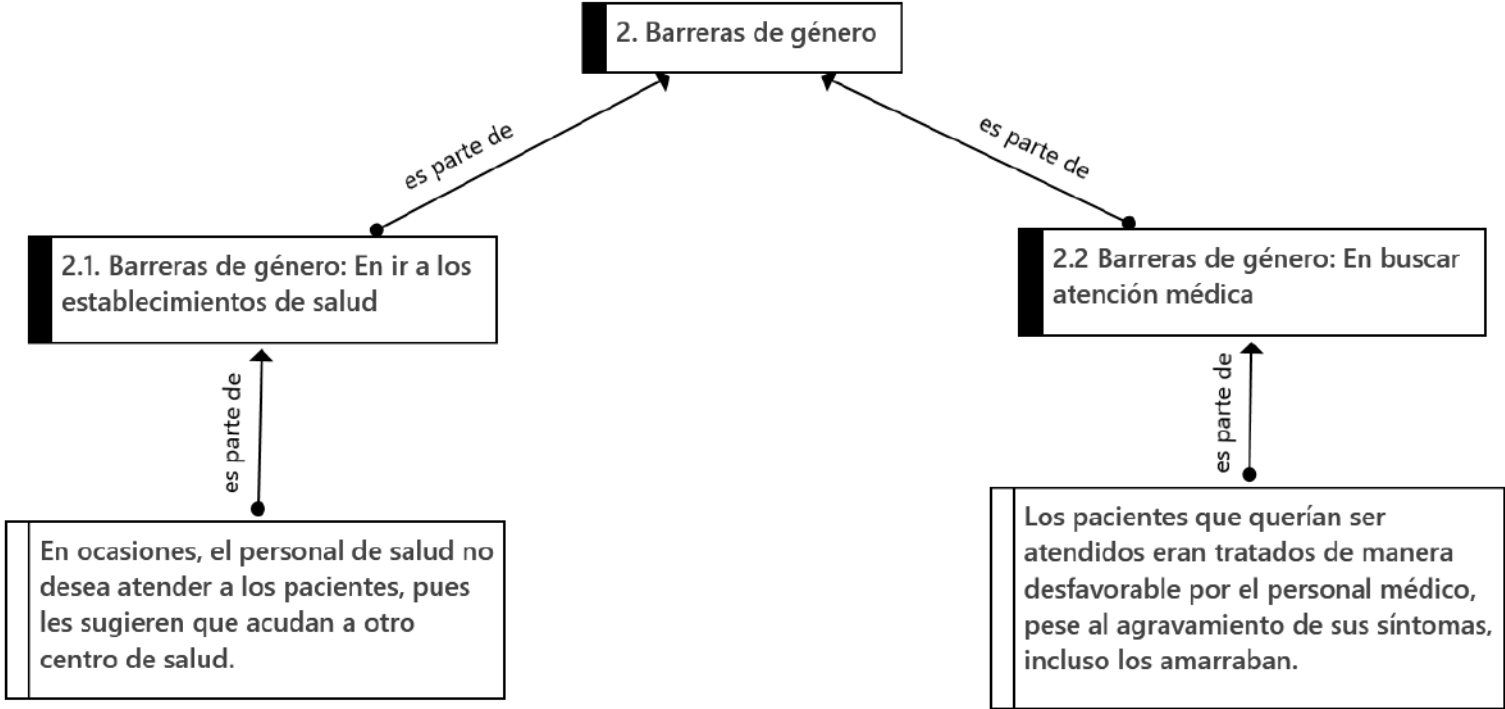 2. Barreras de género
es parte de
es parte de
2.1. Barreras de género: En ir a los
establecimientos de salud
2.2 Barreras de género: En buscar
atención médica
es parte de
es parte de
En ocasiones, el personal de salud no
desea atender a los pacientes, pues
les sugieren que acudan a otro
centro de salud.
Los pacientes que querían ser
atendidos eran tratados de manera
desfavorable por el personal médico,
pese al agravamiento de sus síntomas,
incluso los amarraban.